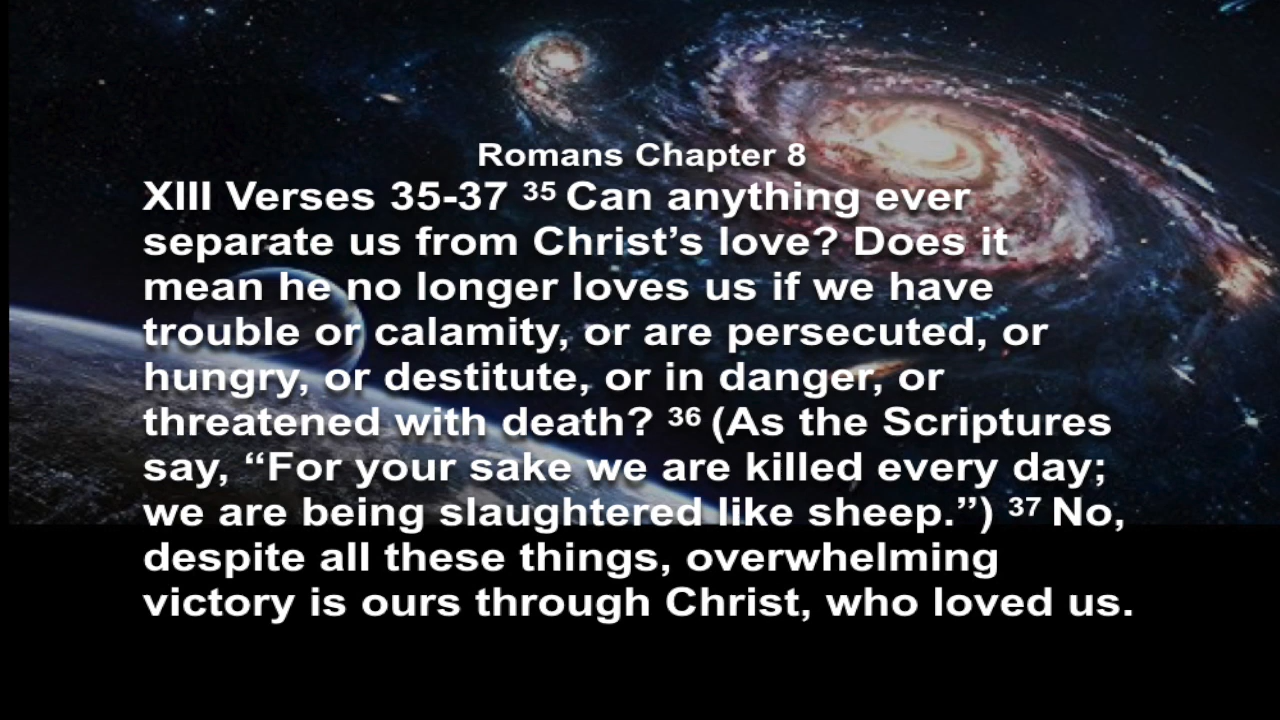 Romans Chapter 8
XIII Verses 35-37 ³⁵ Can anything ever
separate us from Christ’s love? Does it
mean he no longer loves us if we have
trouble or calamity, or are persecuted, or
hungry, or destitute, or in danger, or
threatened with death? ³⁶ (As the Scriptures
say, “For your sake we are killed every day;
we are being slaughtered like sheep.”) ³⁷ No,
despite all these things, overwhelming
victory is ours through Christ, who loved us.